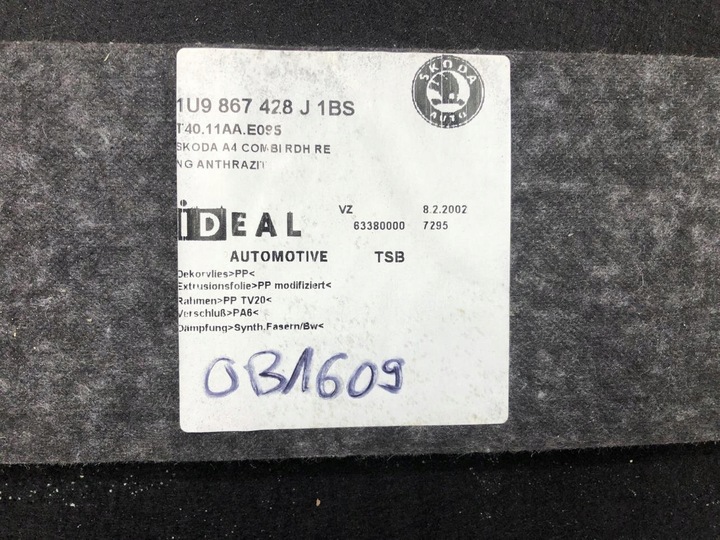 SKODA
AUTO
1U9 867 428 J 1BS
T40.11AA.E095
SKODA A4 COMBI RDH RE
NG ANTHRAZIT
iDEAL
VZ 8.2.2002
63380000 7295
AUTOMOTIVE TSB
Dekorvlies>PP<
Extrusionsfolie>PP modifiziert<
Rahmen>PP TV20<
Verschluß>PA6<
Dämpfung>Synth.Fasern/Bw<
OB1609